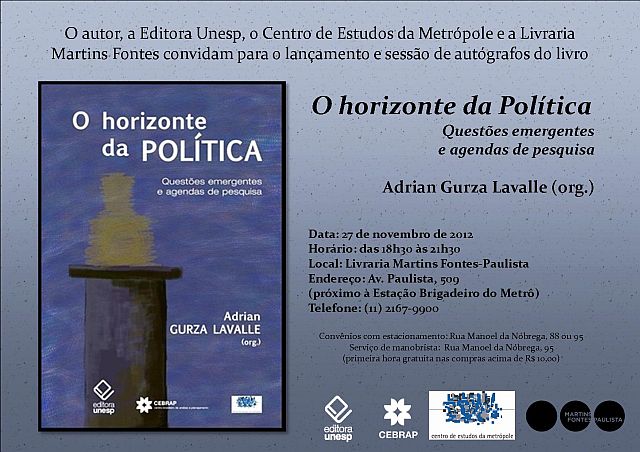 O autor, a Editora Unesp, o Centro de Estudos da Metrópole e a Livraria
Martins Fontes convidam para o lançamento e sessão de autógrafos do livro
O horizonte
da POLÍTICA
Questões emergentes
e agendas de pesquisa
Adrian
GURZA LAVALLE
(org.)
editora
unesp
CEBRAP
O horizonte da Política
Questões emergentes
e agendas de pesquisa
Adrian Gurza Lavalle (org.)
Data: 27 de novembro de 2012
Horário: das 18h30 às 21h30
Local: Livraria Martins Fontes-Paulista
Endereço: Av. Paulista, 509
(próximo à Estação Brigadeiro do Metrô)
Telefone: (11) 2167-9900
Convênios com estacionamento: Rua Manoel da Nóbrega, 88 ou 95
Serviço de manobrista: Rua Manoel da Nóbrega, 95
(primeira hora gratuita nas compras acima de R$ 10,00)
editora
unesp
CEBRAP
centro de estudos da metrópole
MARTINS
FONTES PAULISTA